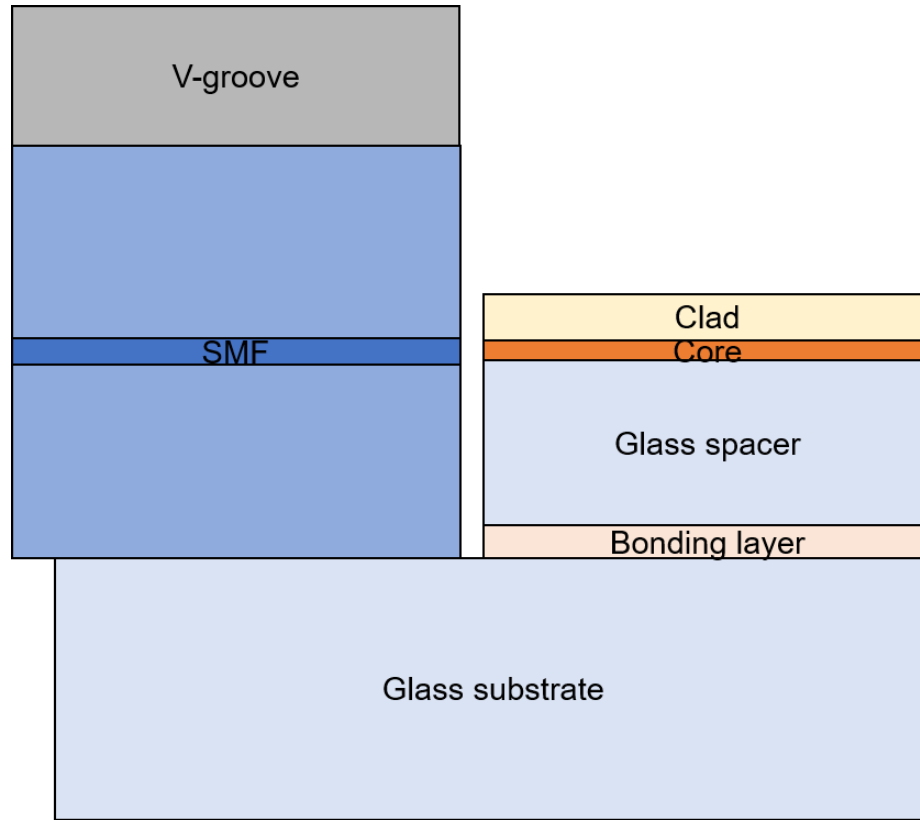 V-groove
SMF
Clad
Core
Glass spacer
Bonding layer
Glass substrate